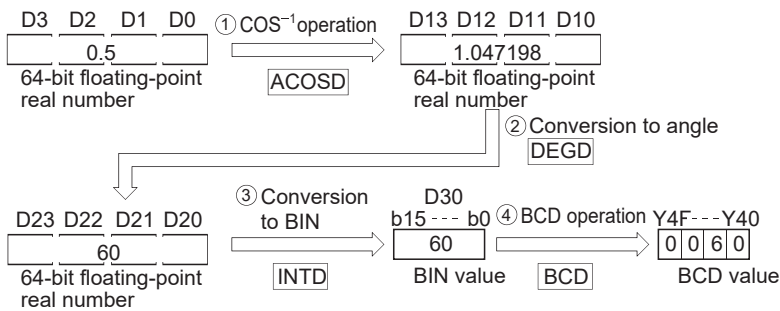 D3 D2 D1 D0
0.5
64-bit floating-point
real number
① COS⁻¹ operation
ACOSD
D13 D12 D11 D10
1.047198
64-bit floating-point
real number
② Conversion to angle
DEGD
D23 D22 D21 D20
60
64-bit floating-point
real number
③ Conversion
to BIN
INTD
D30
b15 --- b0
60
BIN value
④ BCD operation
BCD
Y4F---Y40
0 0 6 0
BCD value